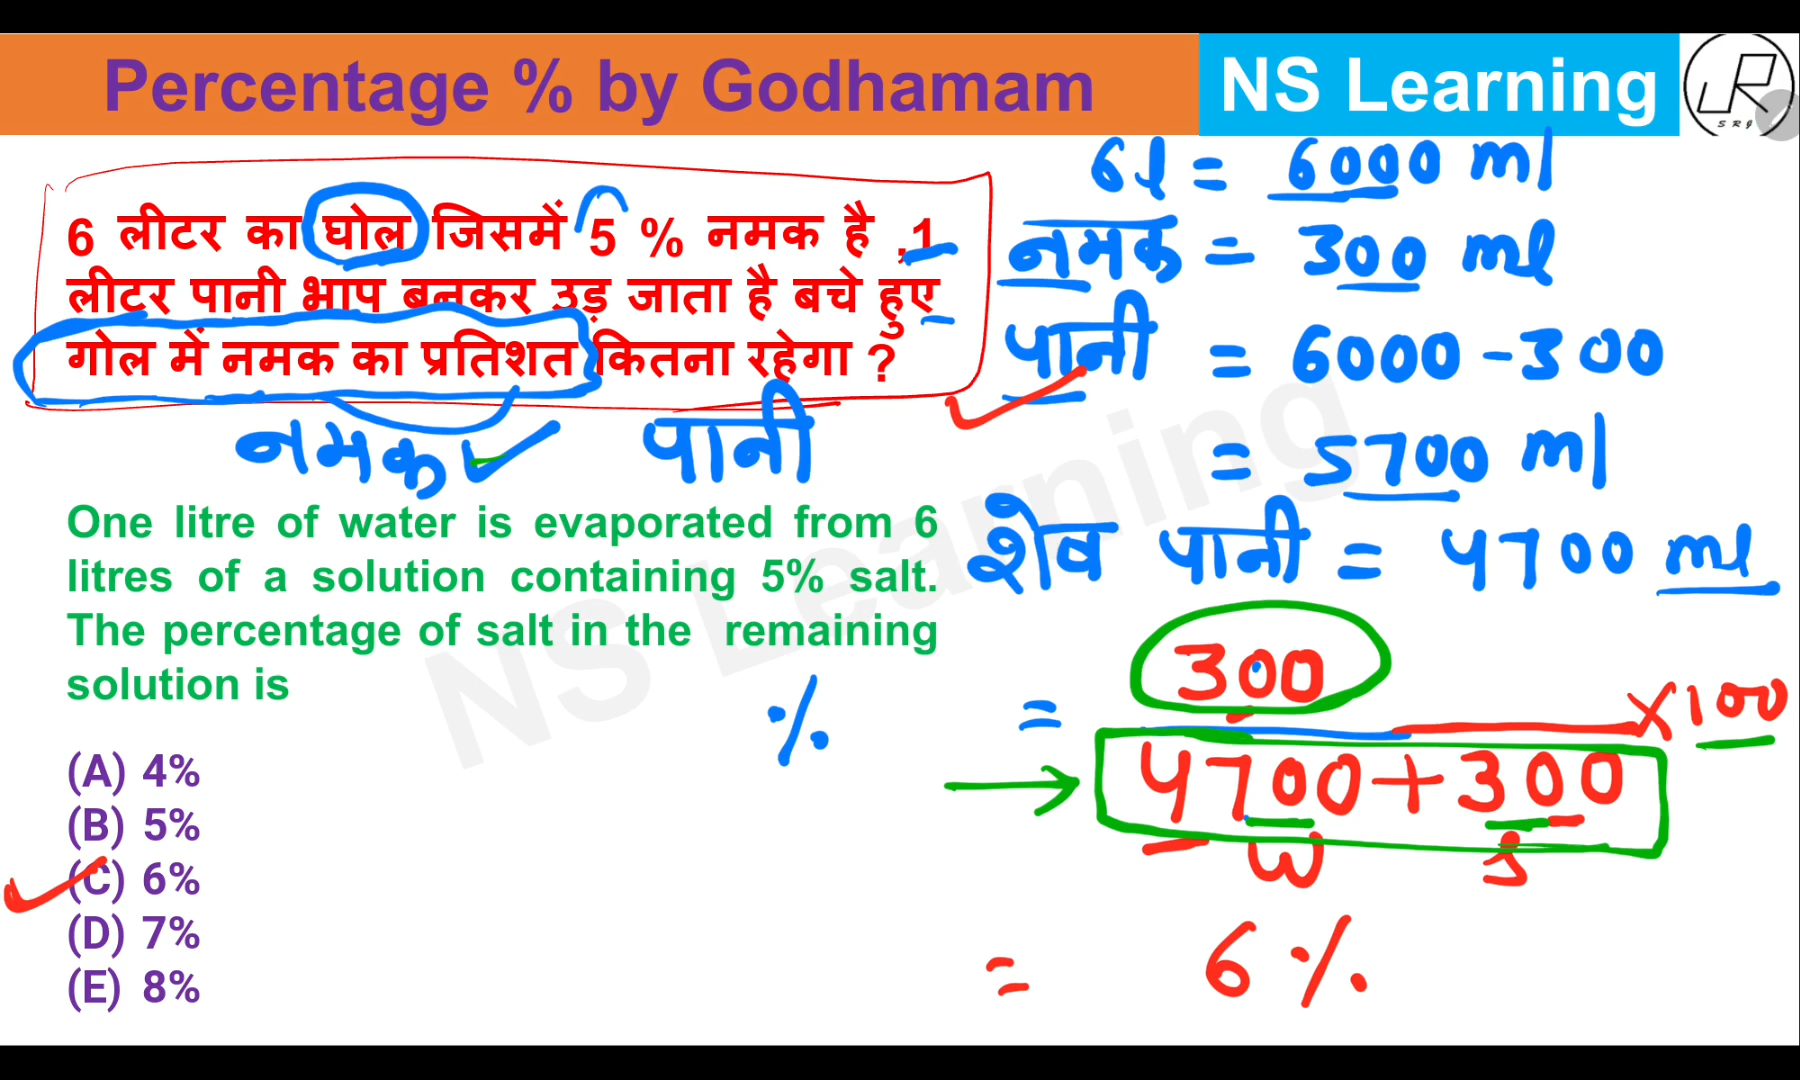 Percentage % by Godhamam
NS Learning
S R J
6 लीटर का घोल जिसमें 5 % नमक है ,1
लीटर पानी भाप बनकर उड़ जाता है बचे हुए
गोल में नमक का प्रतिशत कितना रहेगा ?
नमक पानी
One litre of water is evaporated from 6
litres of a solution containing 5% salt.
The percentage of salt in the remaining
solution is
%
(A) 4%
(B) 5%
(C) 6%
(D) 7%
(E) 8%
6l = 6000 ml
नमक = 300 ml
पानी = 6000 - 300
= 5700 ml
शेव पानी = 4700 ml
= 300 × 100
4700 + 300
W S
= 6 %
NS Learning